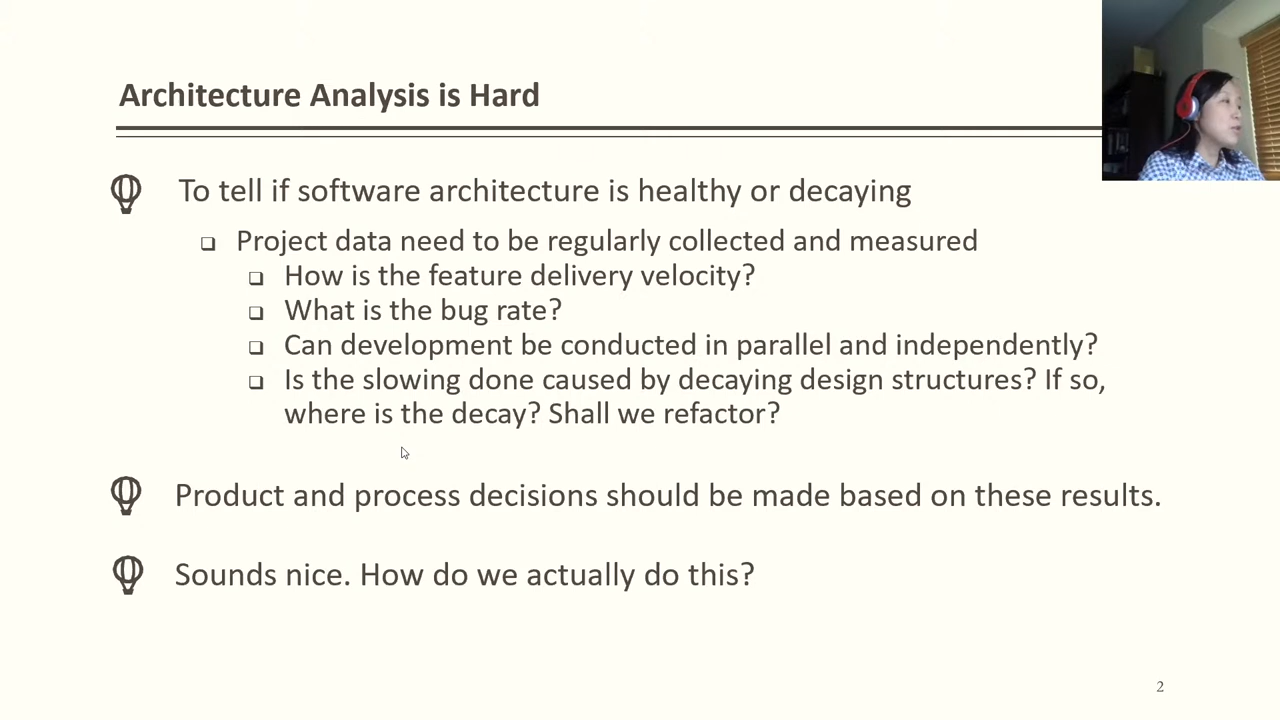 Architecture Analysis is Hard
To tell if software architecture is healthy or decaying
Project data need to be regularly collected and measured
How is the feature delivery velocity?
What is the bug rate?
Can development be conducted in parallel and independently?
Is the slowing done caused by decaying design structures? If so,
where is the decay? Shall we refactor?
Product and process decisions should be made based on these results.
Sounds nice. How do we actually do this?
2